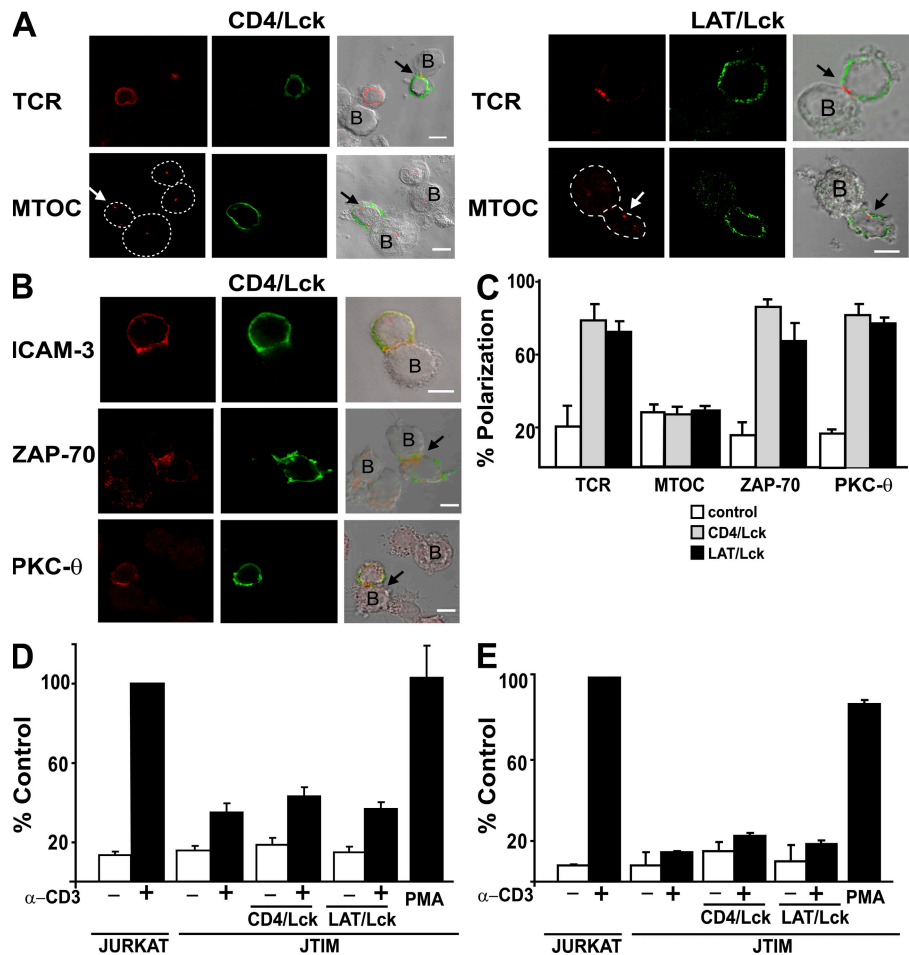 A
CD4/Lck
LAT/Lck
TCR
B
B
TCR
B
MTOC
B
B
MTOC
B
B
CD4/Lck
ICAM-3
B
ZAP-70
B
PKC-θ
B
B
C
% Polarization
100
60
20
TCR MTOC ZAP-70 PKC-θ
control
CD4/Lck
LAT/Lck
D
% Control
100
60
20
α-CD3 − + − + − + − + PMA
CD4/Lck LAT/Lck
JURKAT JTIM
E
% Control
100
60
20
α-CD3 − + − + − + − + PMA
CD4/Lck LAT/Lck
JURKAT JTIM